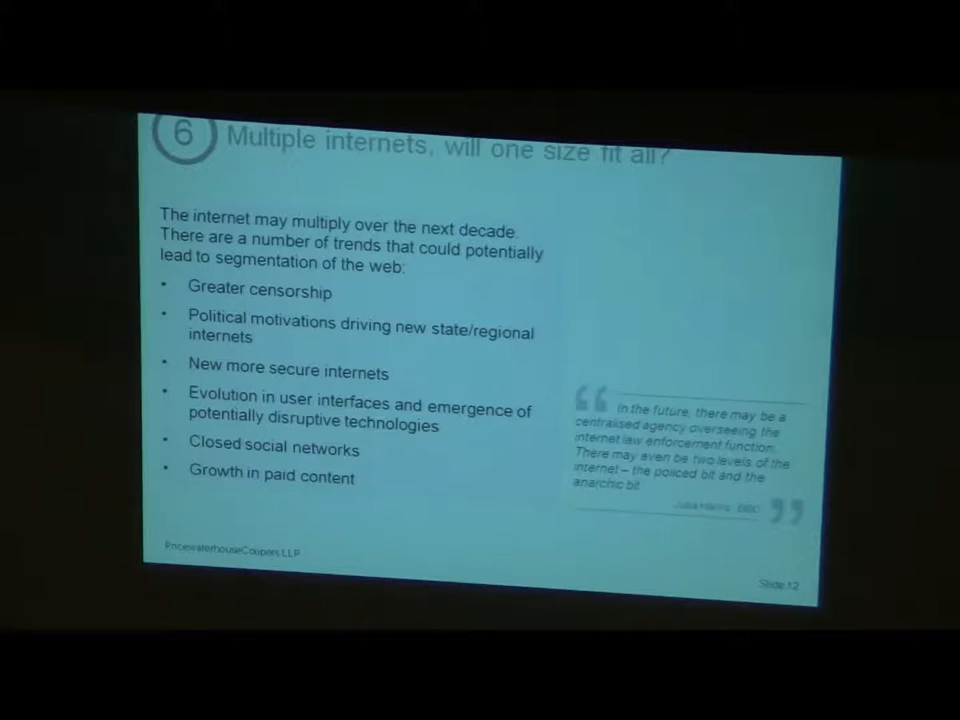 6 Multiple internets, will one size fit all?
The internet may multiply over the next decade.
There are a number of trends that could potentially
lead to segmentation of the web:
• Greater censorship
• Political motivations driving new state/regional
internets
• New more secure internets
• Evolution in user interfaces and emergence of
potentially disruptive technologies
• Closed social networks
• Growth in paid content
“ In the future, there may be a
centralised agency overseeing the
internet law enforcement function.
There may even be two levels of the
internet – the policed bit and the
anarchic bit
BBC ”
PricewaterhouseCoopers LLP
Slide 12